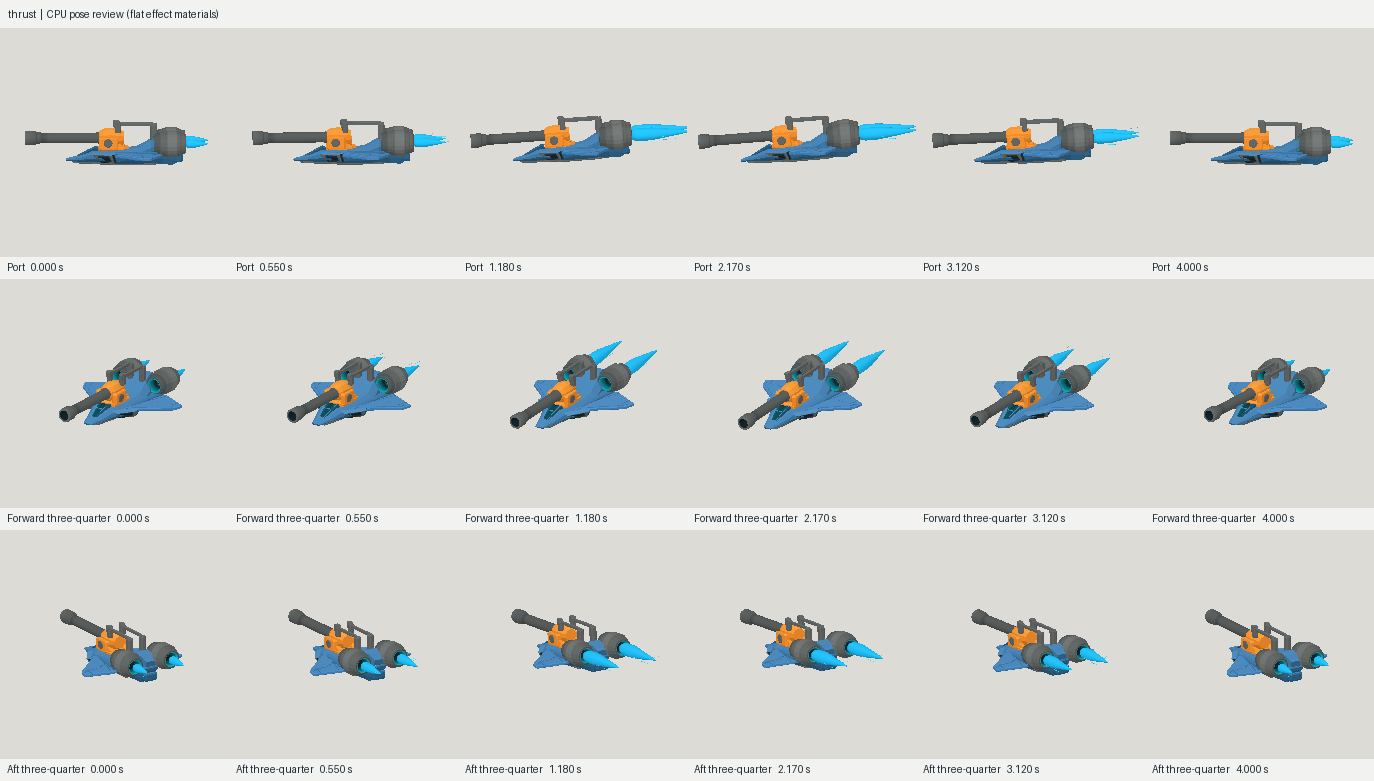 thrust | CPU pose review (flat effect materials)
Port 0.000 s
Port 0.550 s
Port 1.180 s
Port 2.170 s
Port 3.120 s
Port 4.000 s
Forward three-quarter 0.000 s
Forward three-quarter 0.550 s
Forward three-quarter 1.180 s
Forward three-quarter 2.170 s
Forward three-quarter 3.120 s
Forward three-quarter 4.000 s
Aft three-quarter 0.000 s
Aft three-quarter 0.550 s
Aft three-quarter 1.180 s
Aft three-quarter 2.170 s
Aft three-quarter 3.120 s
Aft three-quarter 4.000 s